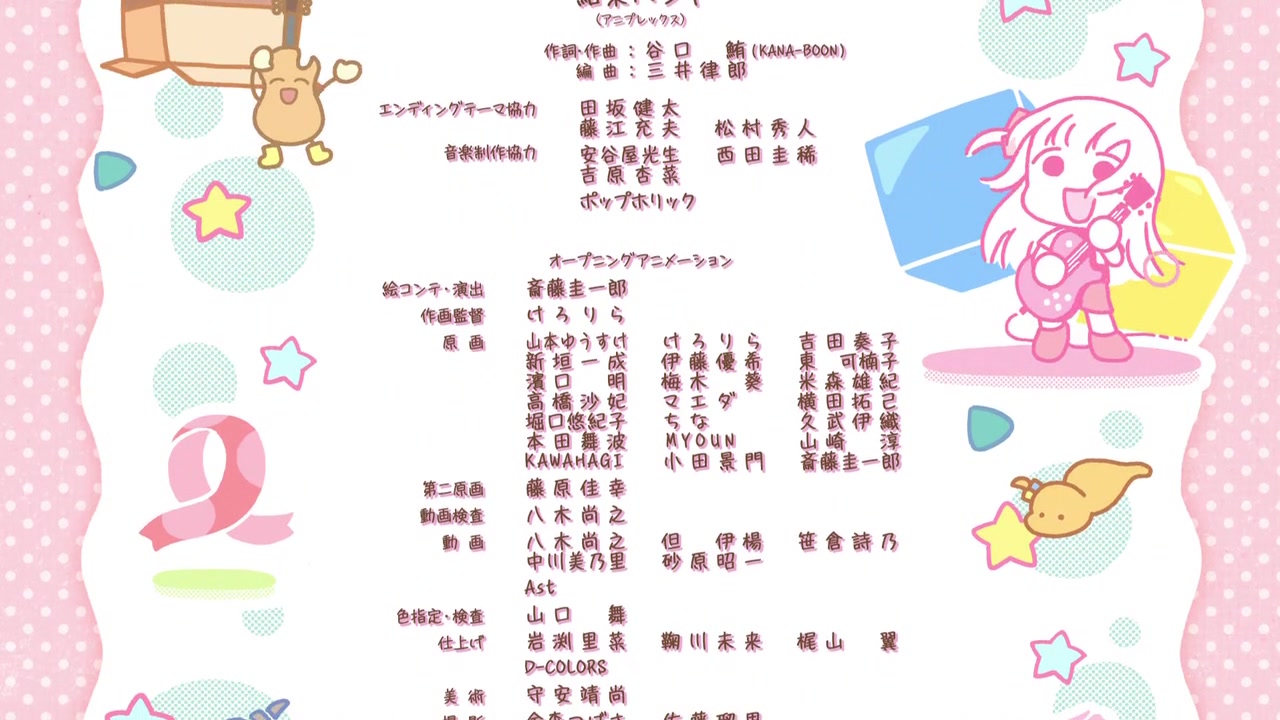 (アニプレックス)
作詞・作曲 : 谷口 鮪 (KANA-BOON)
編 曲 : 三井律郎
エンディングテーマ協力 田坂健太
藤江充夫 松村秀人
音楽制作協力 安谷屋光生 西田圭稀
吉原杏菜
ポップホリック
オープニングアニメーション
絵コンテ・演出 斎藤圭一郎
作画監督 けろりら
原 画 山本ゆうすけ けろりら 吉田奏子
新垣一成 伊藤優希 東 可楠子
濱口 明 梅木 葵 米森雄紀
高橋沙妃 マエダ 横田拓己
堀口悠紀子 ちな 久武伊織
本田舞波 MYOUN 山崎 淳
KAWAHAGI 小田景門 斎藤圭一郎
第二原画 藤原佳幸
動画検査 八木尚之
動 画 八木尚之 但 伊楊 笹倉詩乃
中川美乃里 砂原昭一
Ast
色指定・検査 山口 舞
仕上げ 岩渕里菜 鞠川未来 梶山 翼
D-COLORS
美 術 守安靖尚